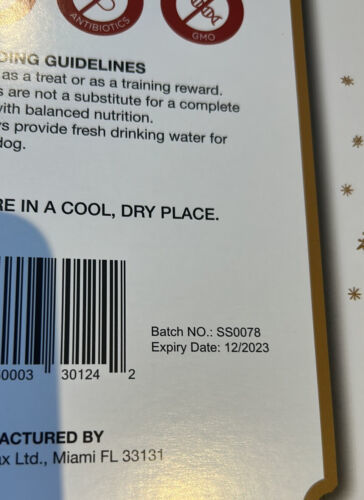 ANTIBIOTICS
GMO
DING GUIDELINES
as a treat or as a training reward.
s are not a substitute for a complete
with balanced nutrition.
ys provide fresh drinking water for
dog.
RE IN A COOL, DRY PLACE.
Batch NO.: SS0078
Expiry Date: 12/2023
0003 30124 2
ACTURED BY
ax Ltd., Miami FL 33131